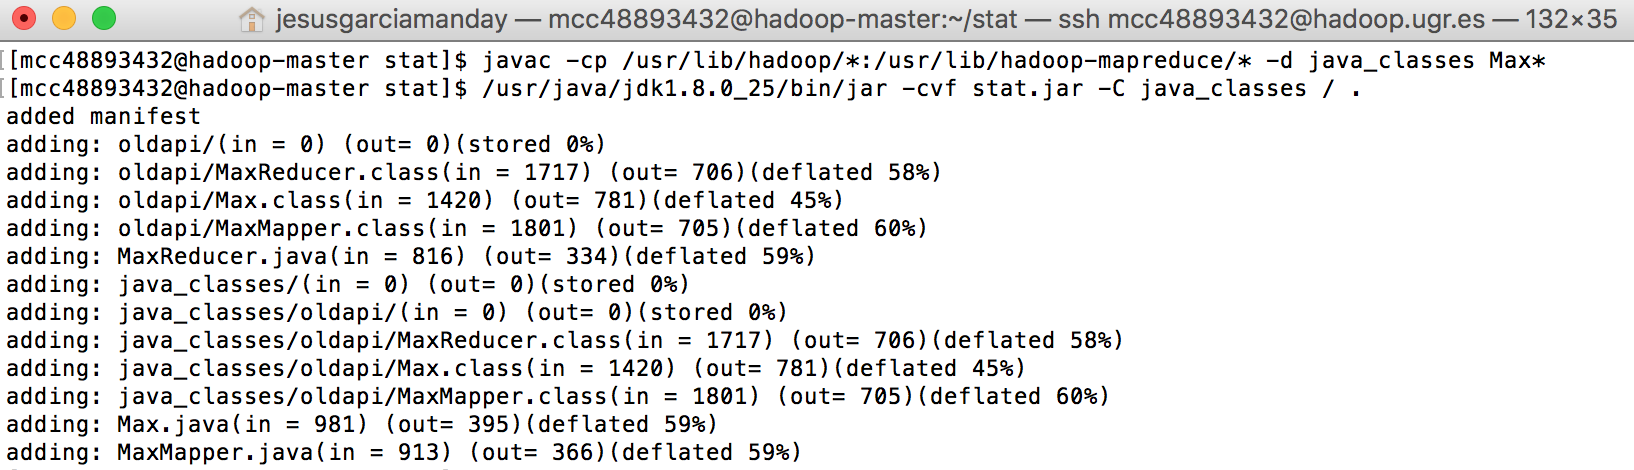 jesusgarciamanday — mcc48893432@hadoop-master:~/stat — ssh mcc48893432@hadoop.ugr.es — 132×35
[[mcc48893432@hadoop-master stat]$ javac -cp /usr/lib/hadoop/*:/usr/lib/hadoop-mapreduce/* -d java_classes Max*
[[mcc48893432@hadoop-master stat]$ /usr/java/jdk1.8.0_25/bin/jar -cvf stat.jar -C java_classes / .
added manifest
adding: oldapi/(in = 0) (out= 0)(stored 0%)
adding: oldapi/MaxReducer.class(in = 1717) (out= 706)(deflated 58%)
adding: oldapi/Max.class(in = 1420) (out= 781)(deflated 45%)
adding: oldapi/MaxMapper.class(in = 1801) (out= 705)(deflated 60%)
adding: MaxReducer.java(in = 816) (out= 334)(deflated 59%)
adding: java_classes/(in = 0) (out= 0)(stored 0%)
adding: java_classes/oldapi/(in = 0) (out= 0)(stored 0%)
adding: java_classes/oldapi/MaxReducer.class(in = 1717) (out= 706)(deflated 58%)
adding: java_classes/oldapi/Max.class(in = 1420) (out= 781)(deflated 45%)
adding: java_classes/oldapi/MaxMapper.class(in = 1801) (out= 705)(deflated 60%)
adding: Max.java(in = 981) (out= 395)(deflated 59%)
adding: MaxMapper.java(in = 913) (out= 366)(deflated 59%)